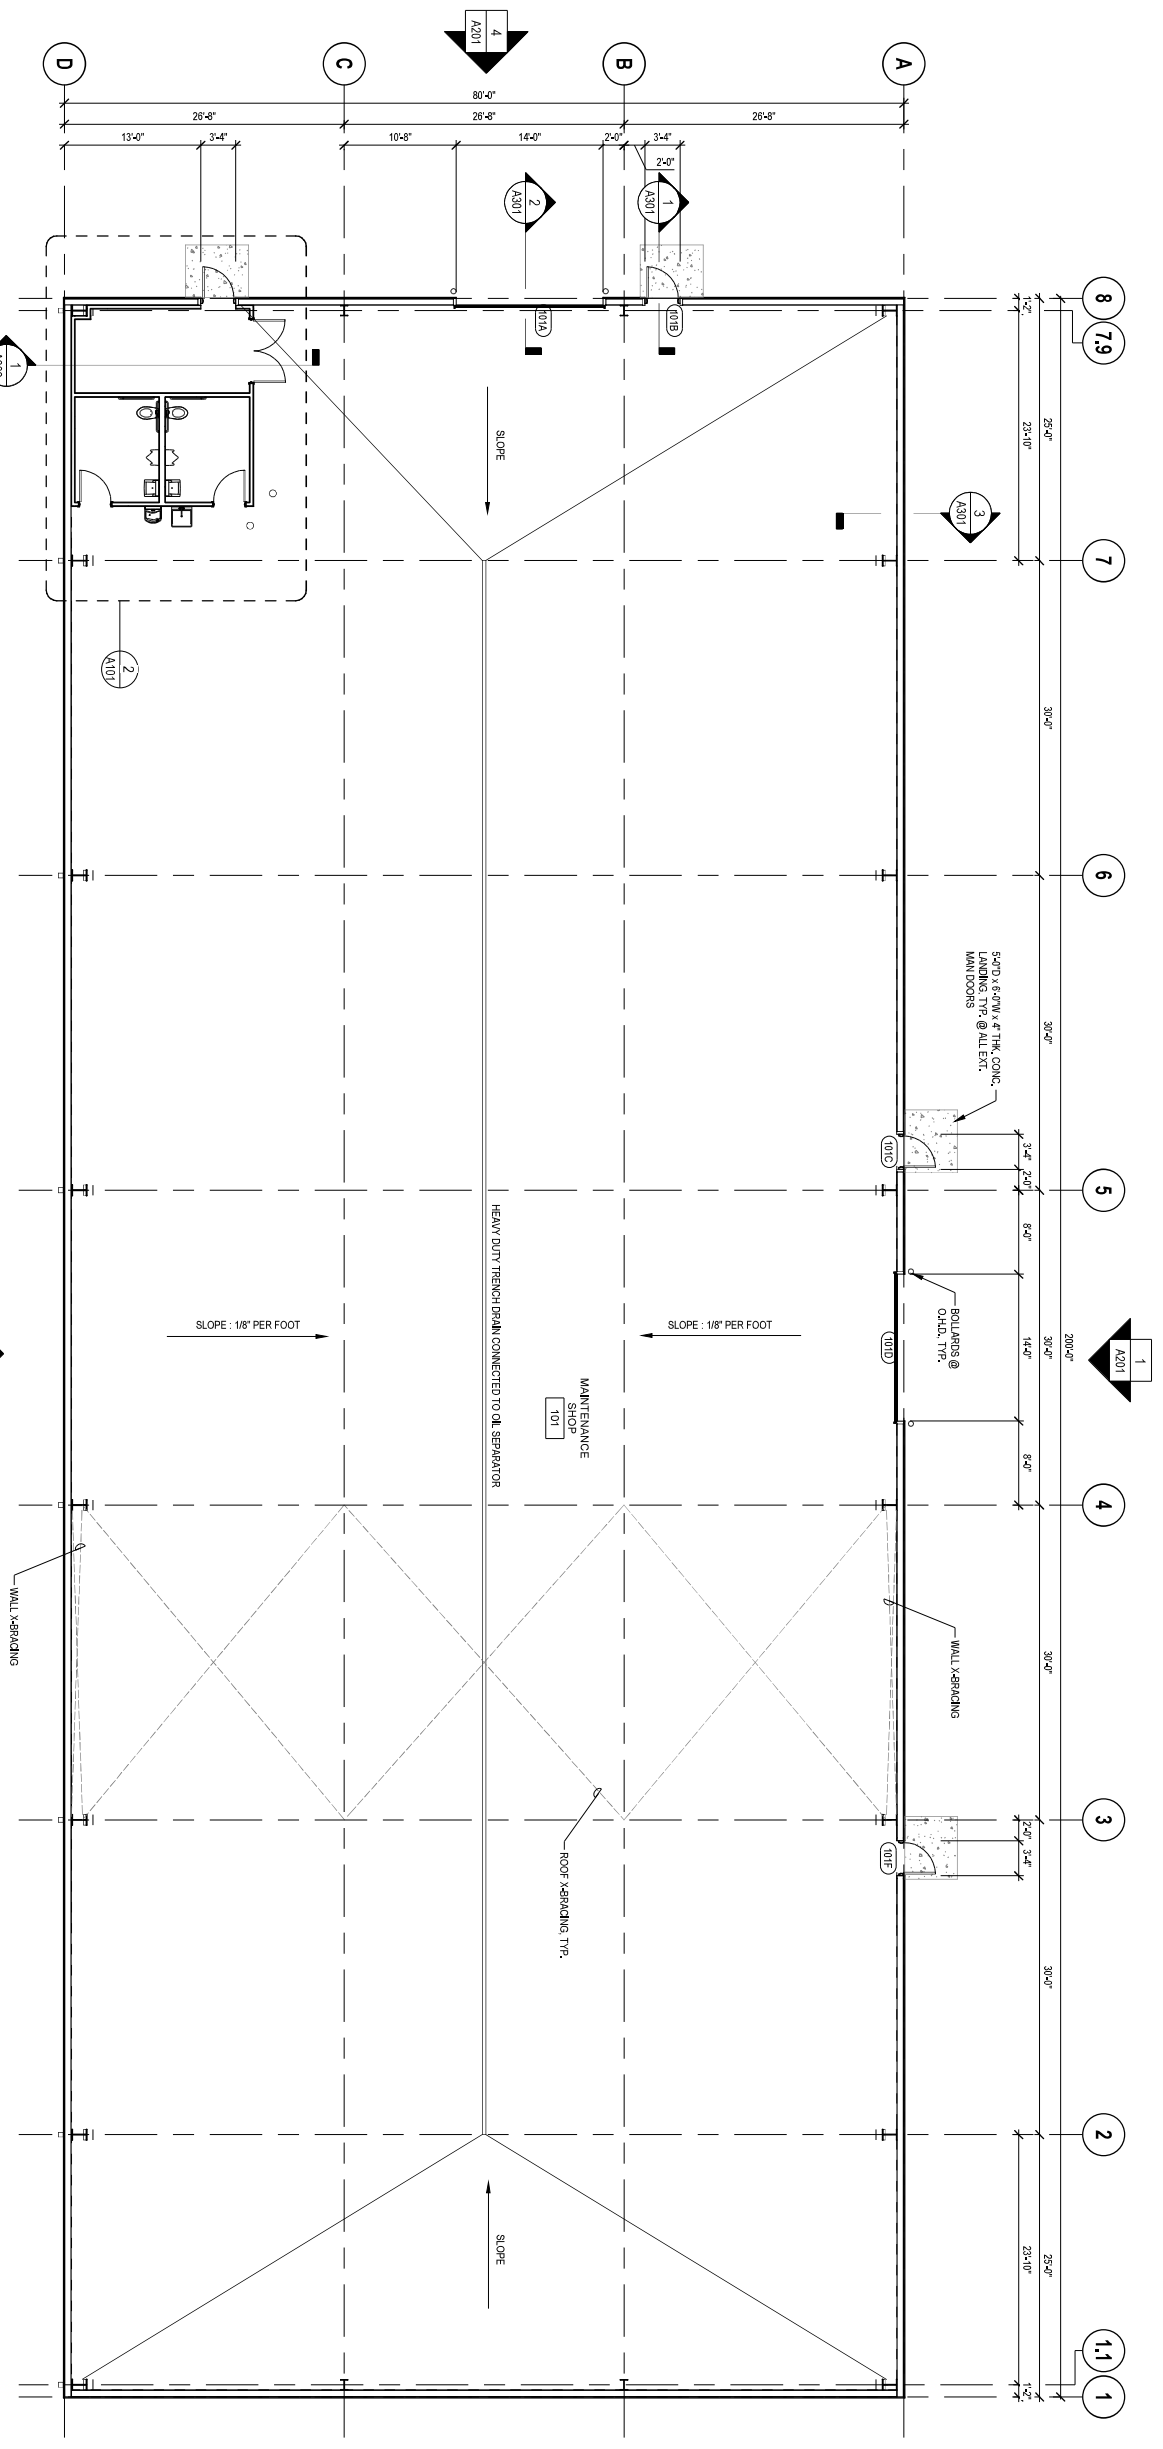 8
7.9
7
6
5
4
3
2
1.1
1
200'-0"
1'-2"
25'-0"
30'-0"
30'-0"
30'-0"
30'-0"
30'-0"
25'-0"
1'-2"
23'-10"
3'-4"
2'-0"
8'-0"
14'-0"
8'-0"
2'-0"
3'-4"
23'-10"
1
A201
5'-0"D x 6'-0"W x 4" THK. CONC.
LANDING, TYP. @ ALL EXT.
MAN DOORS
BOLLARDS @
O.H.D., TYP.
WALL X-BRACING
3
A301
A
B
C
D
80'-0"
26'-8"
26'-8"
26'-8"
3'-4"
2'-0"
2'-0"
14'-0"
10'-8"
3'-4"
13'-0"
4
A201
1
A301
2
A301
101B
101A
101C
101D
101F
SLOPE
SLOPE : 1/8" PER FOOT
MAINTENANCE
SHOP
101
ROOF X-BRACING, TYP.
HEAVY DUTY TRENCH DRAIN CONNECTED TO OIL SEPARATOR
SLOPE
SLOPE : 1/8" PER FOOT
2
A101
1
WALL X-BRACING